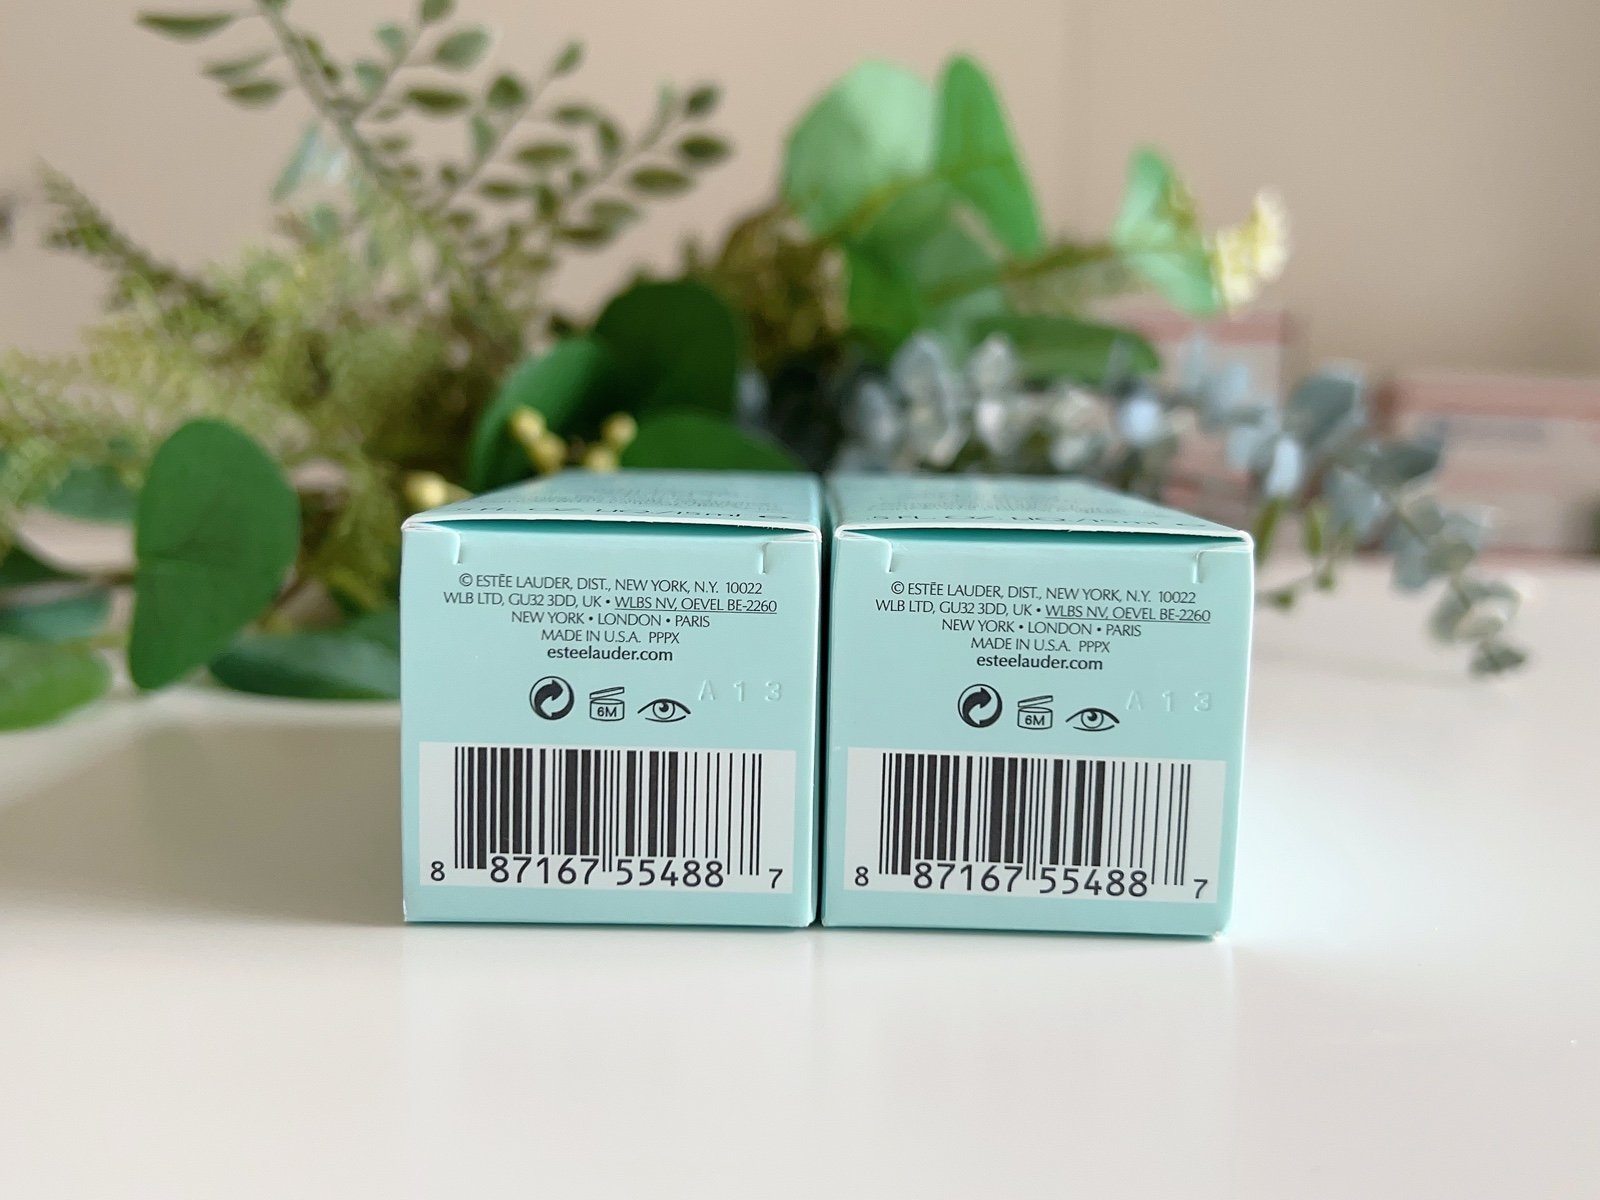 © ESTĒE LAUDER, DIST., NEW YORK, N.Y. 10022
WLB LTD, GU32 3DD, UK • WLBS NV, OEVEL BE-2260
NEW YORK • LONDON • PARIS
MADE IN U.S.A. PPPX
esteelauder.com
A 1 3
6M
8 87167 55488 7
© ESTĒE LAUDER, DIST., NEW YORK, N.Y. 10022
WLB LTD, GU32 3DD, UK • WLBS NV, OEVEL BE-2260
NEW YORK • LONDON • PARIS
MADE IN U.S.A. PPPX
esteelauder.com
A 1 3
6M
8 87167 55488 7